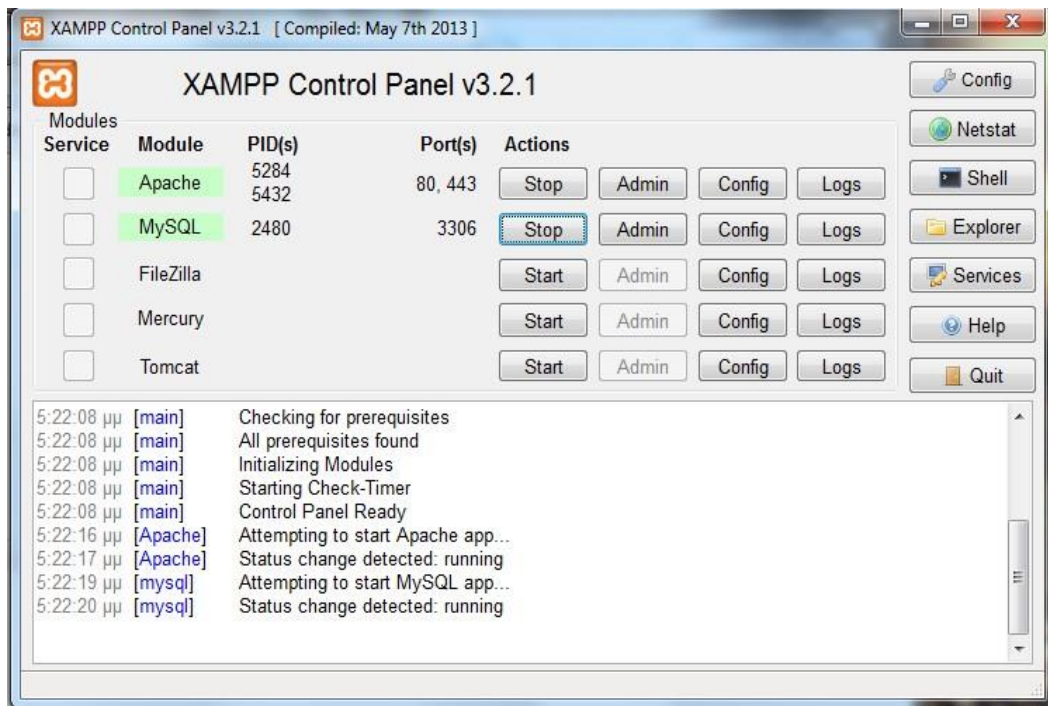 XAMPP Control Panel v3.2.1 [ Compiled: May 7th 2013 ]
XAMPP Control Panel v3.2.1
Config
Modules
Service Module PID(s) Port(s) Actions
Netstat
Apache 5284 5432 80, 443 Stop Admin Config Logs
Shell
MySQL 2480 3306 Stop Admin Config Logs
Explorer
FileZilla Start Admin Config Logs
Services
Mercury Start Admin Config Logs
Help
Tomcat Start Admin Config Logs
Quit
5:22:08 μμ [main] Checking for prerequisites
5:22:08 μμ [main] All prerequisites found
5:22:08 μμ [main] Initializing Modules
5:22:08 μμ [main] Starting Check-Timer
5:22:08 μμ [main] Control Panel Ready
5:22:16 μμ [Apache] Attempting to start Apache app...
5:22:17 μμ [Apache] Status change detected: running
5:22:19 μμ [mysql] Attempting to start MySQL app...
5:22:20 μμ [mysql] Status change detected: running